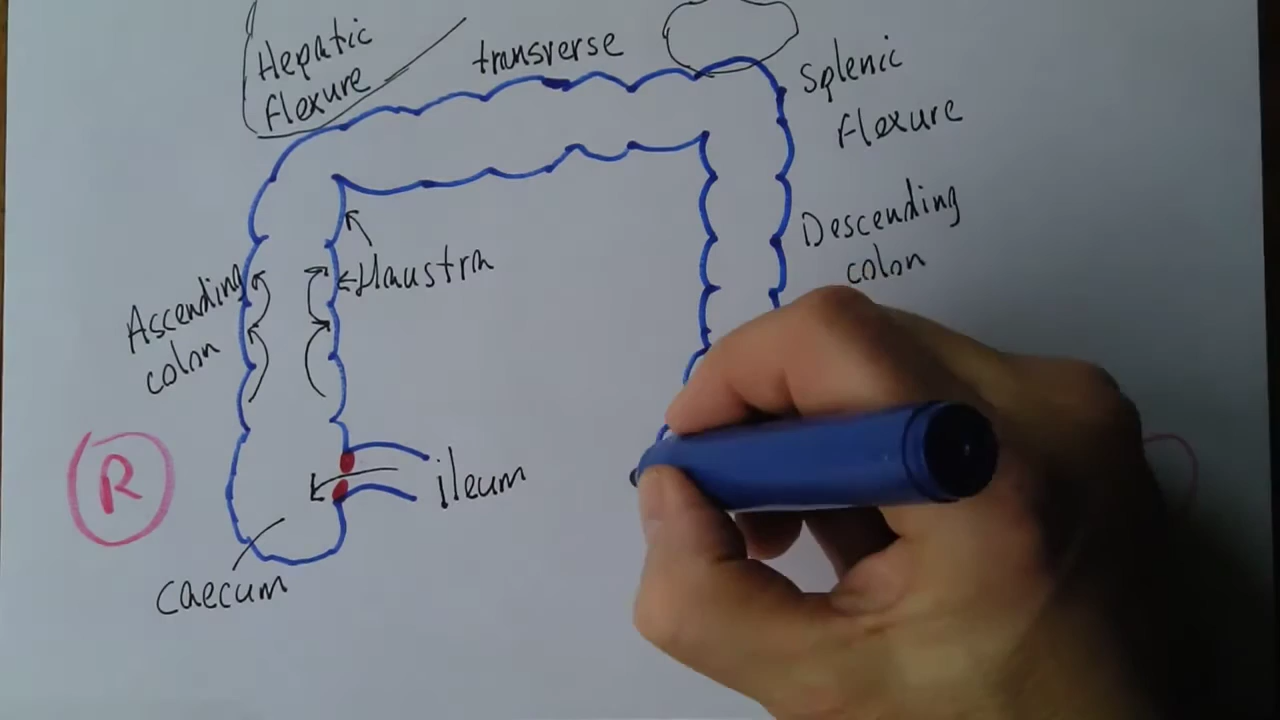 Hepatic
flexure
transverse
Splenic
flexure
Descending
colon
Haustra
Ascending
colon
R
ileum
caecum